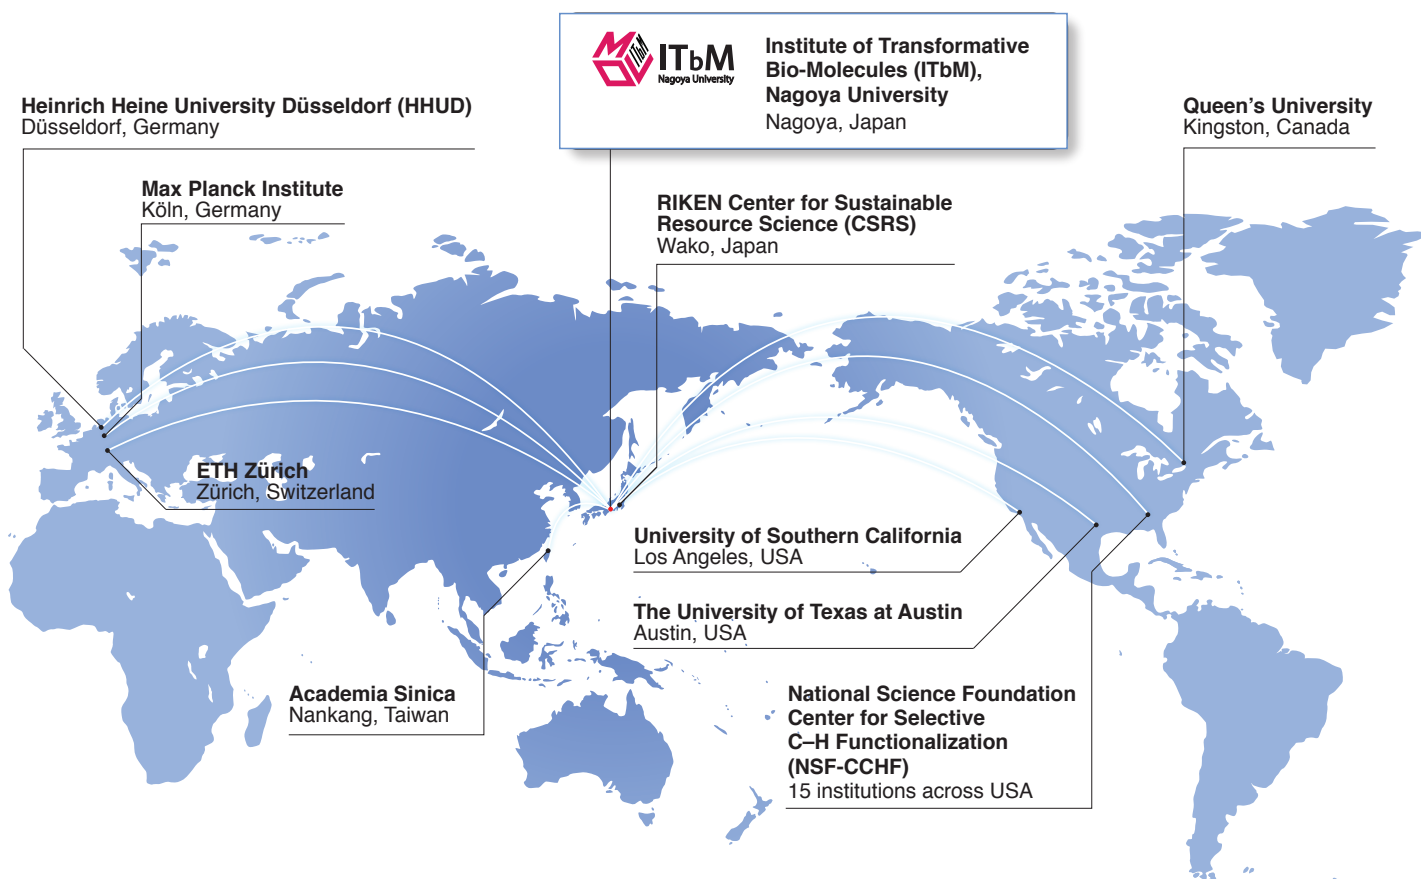 ITbM
Nagoya University
Institute of Transformative
Bio-Molecules (ITbM),
Nagoya University
Nagoya, Japan
Heinrich Heine University Düsseldorf (HHUD)
Düsseldorf, Germany
Queen’s University
Kingston, Canada
Max Planck Institute
Köln, Germany
RIKEN Center for Sustainable
Resource Science (CSRS)
Wako, Japan
ETH Zürich
Zürich, Switzerland
University of Southern California
Los Angeles, USA
The University of Texas at Austin
Austin, USA
Academia Sinica
Nankang, Taiwan
National Science Foundation
Center for Selective
C–H Functionalization
(NSF-CCHF)
15 institutions across USA